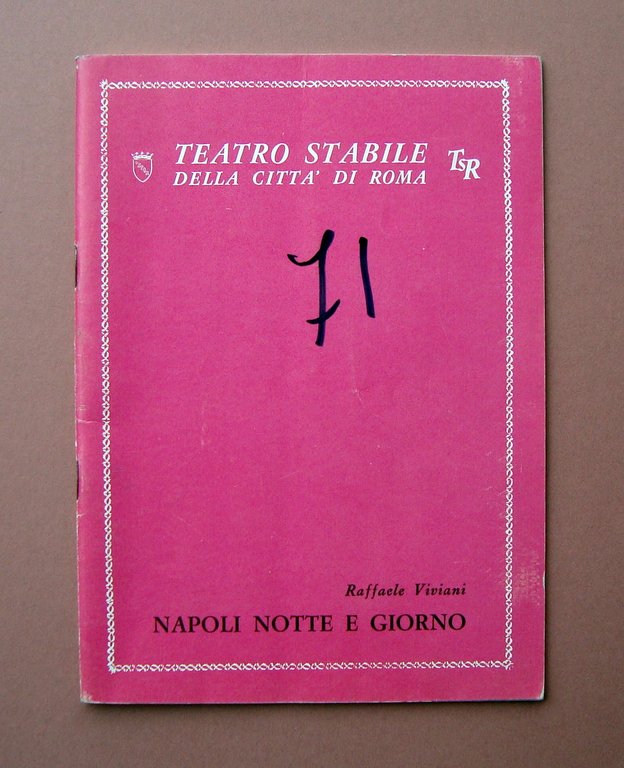 TEATRO STABILE
DELLA CITTA' DI ROMA
TSR
71
Raffaele Viviani
NAPOLI NOTTE E GIORNO